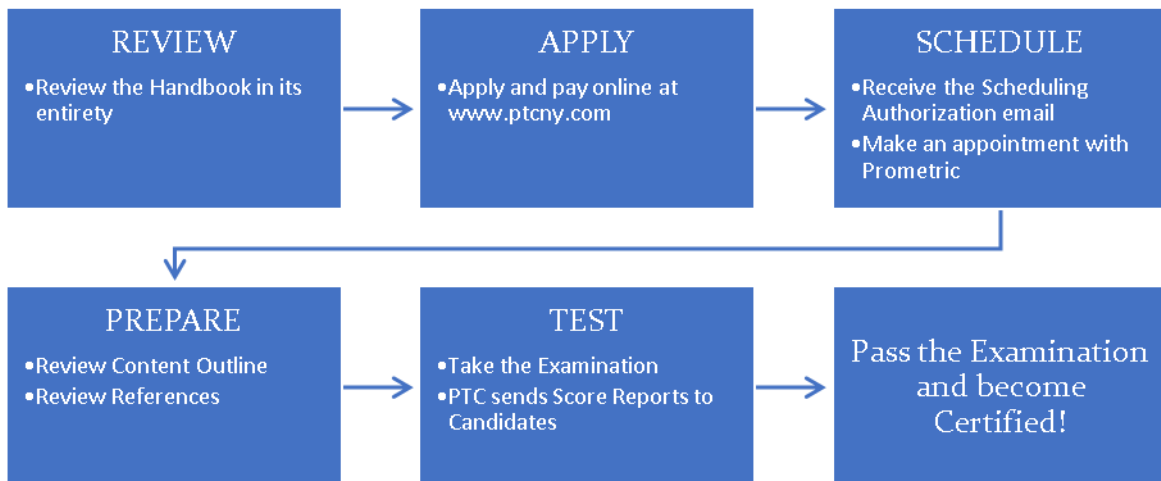 REVIEW
•Review the Handbook in its
entirety
APPLY
•Apply and pay online at
www.ptcny.com
SCHEDULE
•Receive the Scheduling
Authorization email
•Make an appointment with
Prometric
PREPARE
•Review Content Outline
•Review References
TEST
•Take the Examination
•PTC sends Score Reports to
Candidates
Pass the Examination
and become
Certified!